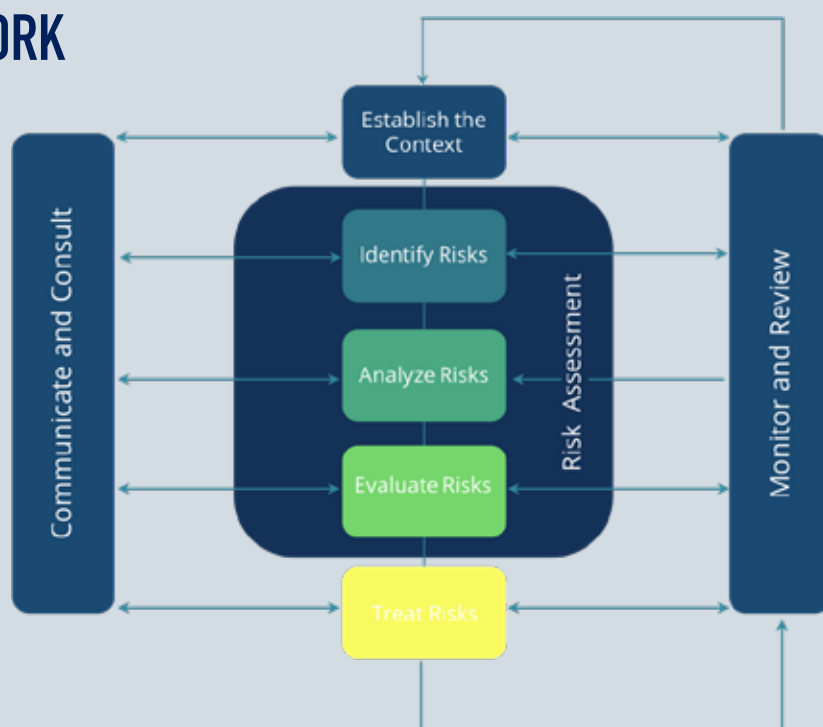 ORK
Establish the
Context
Communicate and Consult
Identify Risks
Analyze Risks
Evaluate Risks
Risk Assessment
Monitor and Review
Treat Risks